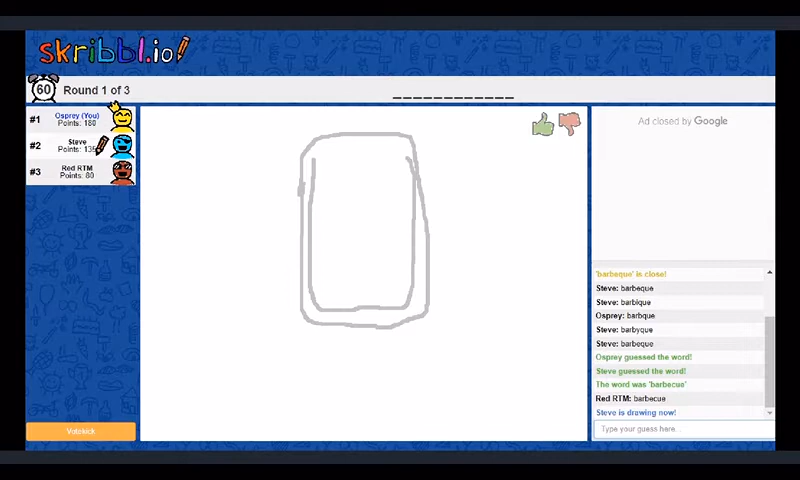 skribbl.io
60
Round 1 of 3
____________
#1
Osprey (You)
Points: 180
#2
Steve
Points: 135
#3
Red RTM
Points: 80
Ad closed by Google
'barbeque' is close!
Steve: barbeque
Steve: barbique
Osprey: barbque
Steve: barbyque
Steve: barbeque
Osprey guessed the word!
Steve guessed the word!
The word was 'barbecue'
Red RTM: barbecue
Steve is drawing now!
Votekick
Type your guess here...